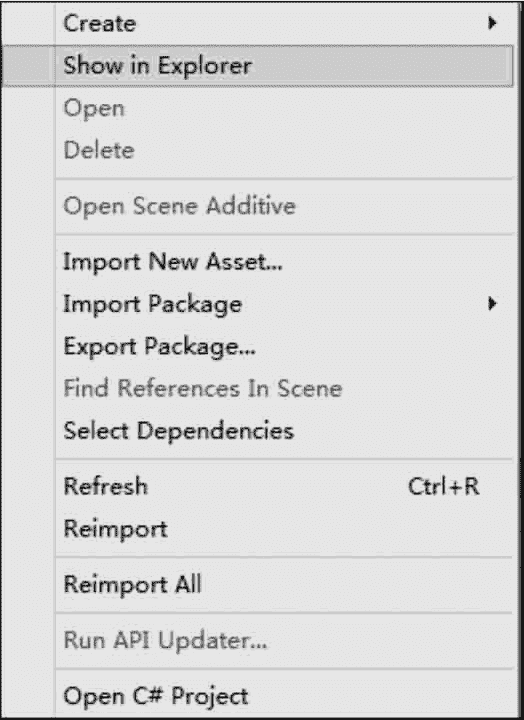 Create
Show in Explorer
Open
Delete
Open Scene Additive
Import New Asset...
Import Package
Export Package...
Find References In Scene
Select Dependencies
Refresh Ctrl+R
Reimport
Reimport All
Run API Updater...
Open C# Project